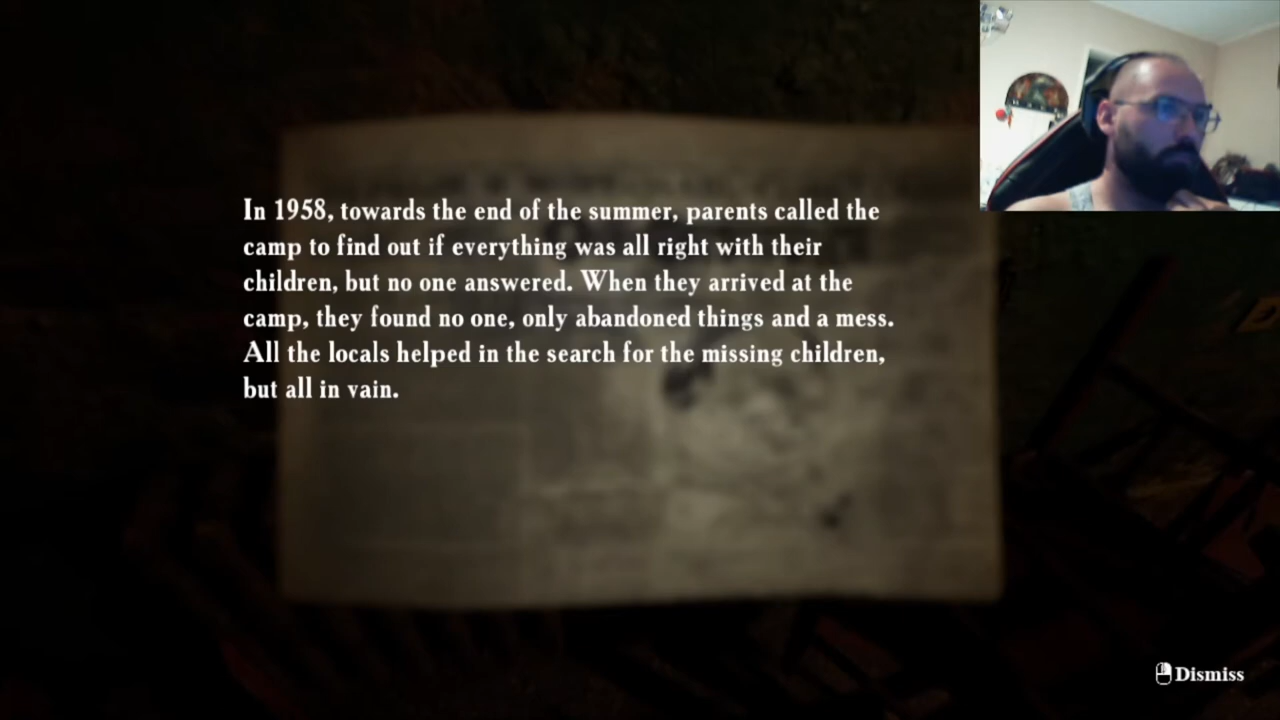 In 1958, towards the end of the summer, parents called the
camp to find out if everything was all right with their
children, but no one answered. When they arrived at the
camp, they found no one, only abandoned things and a mess.
All the locals helped in the search for the missing children,
but all in vain.
Dismiss